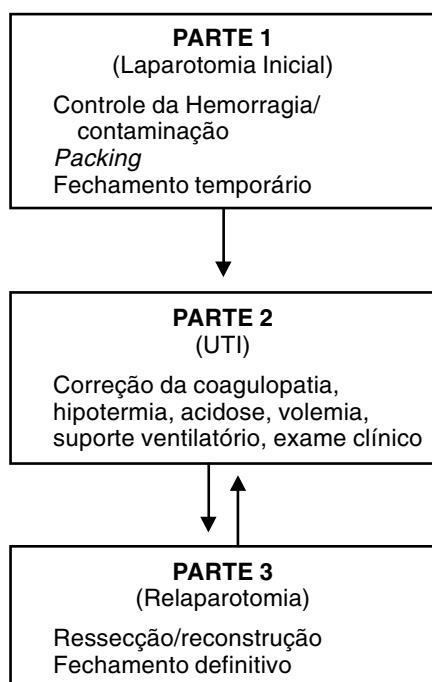 PARTE 1
(Laparotomia Inicial)
Controle da Hemorragia/
contaminação
Packing
Fechamento temporário
PARTE 2
(UTI)
Correção da coagulopatia,
hipotermia, acidose, volemia,
suporte ventilatório, exame clínico
PARTE 3
(Relaparotomia)
Ressecção/reconstrução
Fechamento definitivo